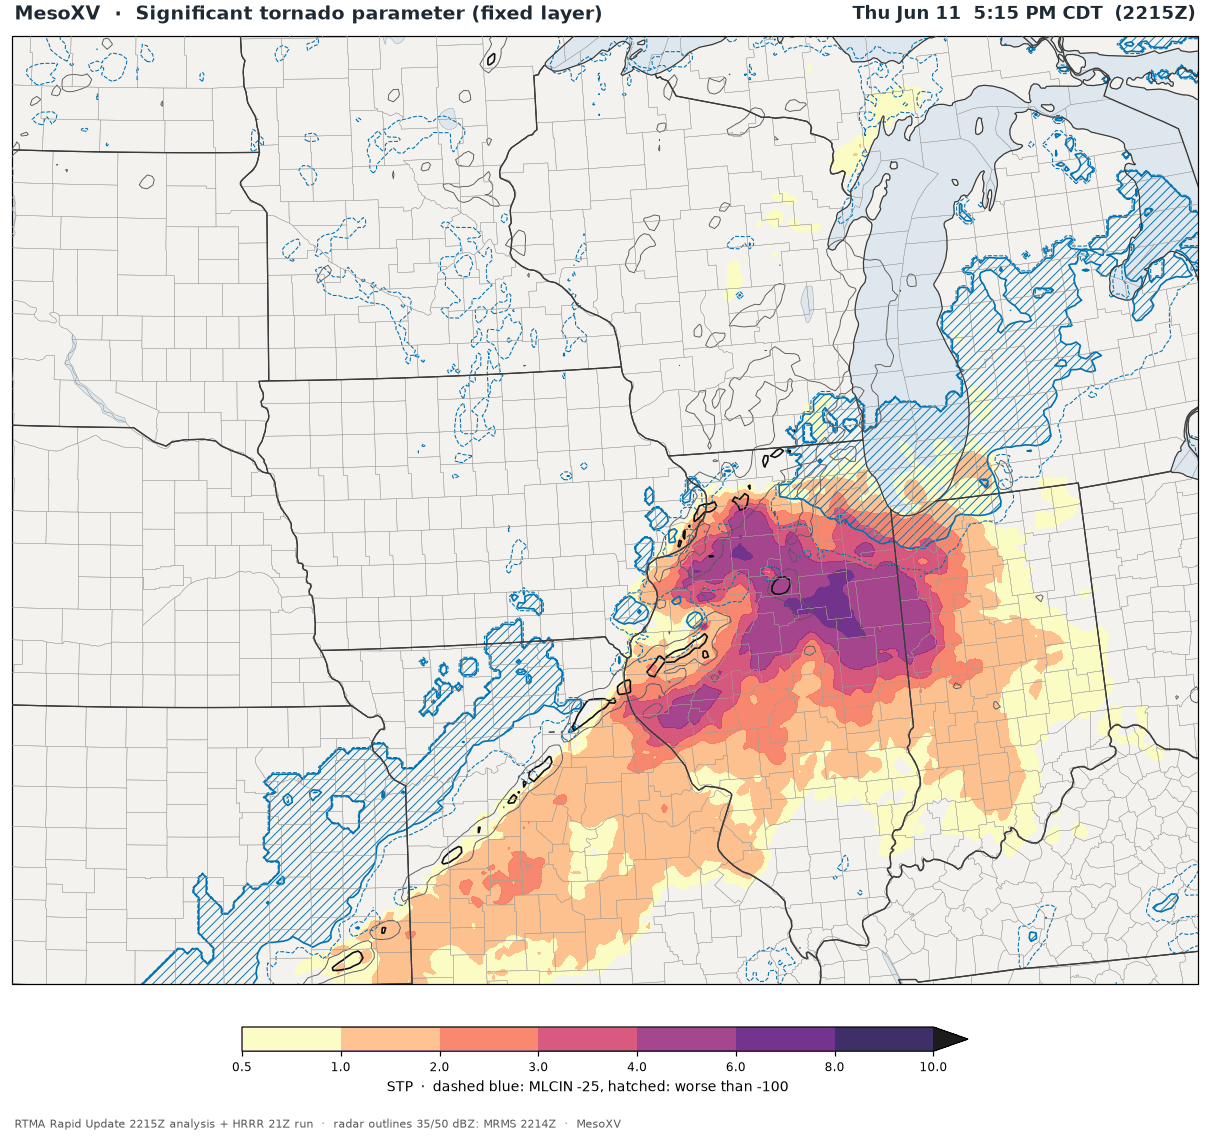 MesoXV · Significant tornado parameter (fixed layer)
Thu Jun 11 5:15 PM CDT (2215Z)
0.5 1.0 2.0 3.0 4.0 6.0 8.0 10.0
STP · dashed blue: MLCIN -25, hatched: worse than -100
RTMA Rapid Update 2215Z analysis + HRRR 21Z run · radar outlines 35/50 dBZ: MRMS 2214Z · MesoXV